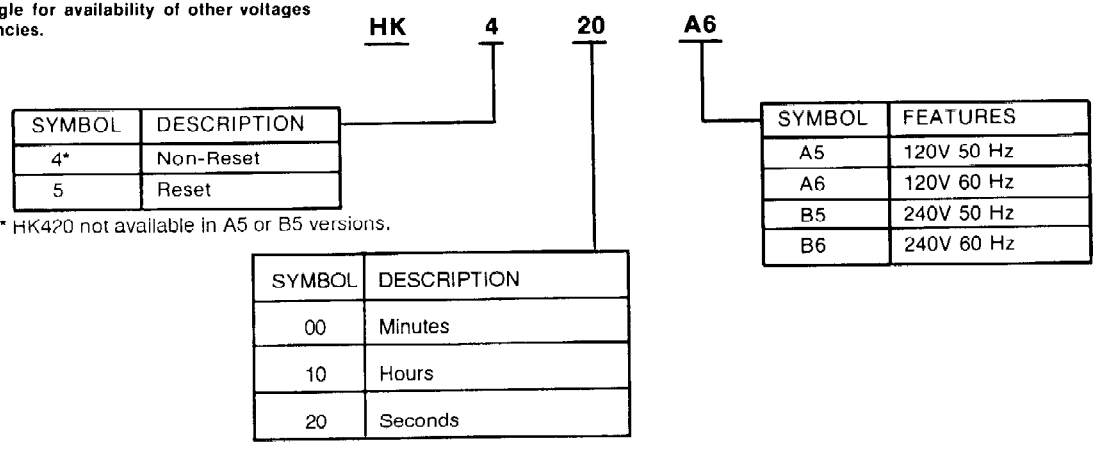 gle for availability of other voltages
ncies.
HK 4 20 A6
SYMBOL DESCRIPTION
4* Non-Reset
5 Reset
* HK420 not available in A5 or B5 versions.
SYMBOL FEATURES
A5 120V 50 Hz
A6 120V 60 Hz
B5 240V 50 Hz
B6 240V 60 Hz
SYMBOL DESCRIPTION
00 Minutes
10 Hours
20 Seconds